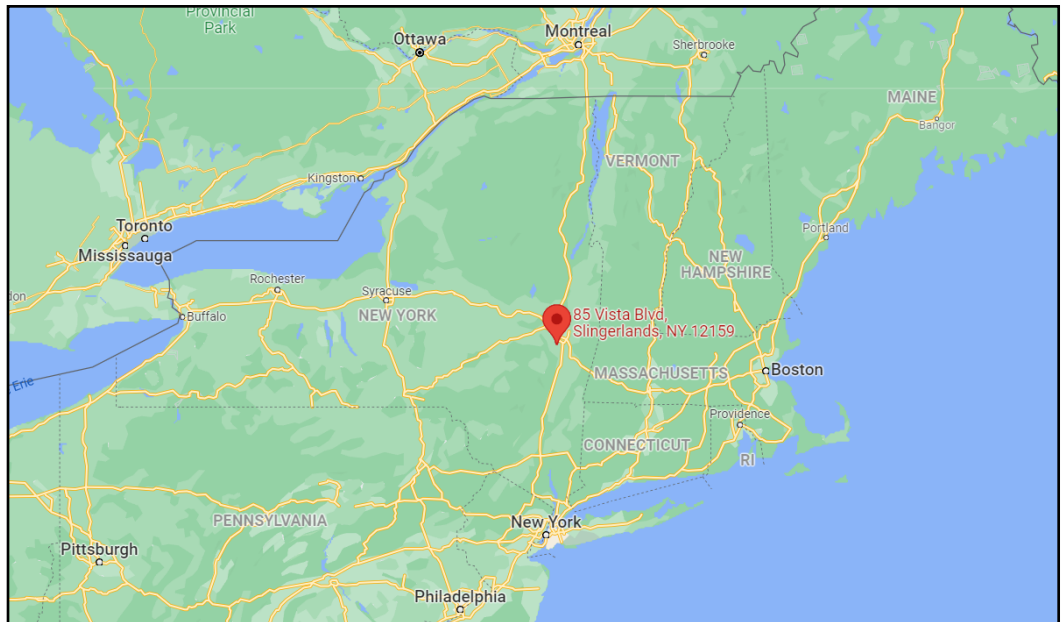 Provincial
Park
Ottawa
Montreal
Sherbrooke
MAINE
Bangor
VERMONT
Kingston
Toronto
Mississauga
Portland
NEW
HAMPSHIRE
Rochester
Syracuse
don
Buffalo
NEW YORK
85 Vista Blvd,
Slingerlands, NY 12159
MASSACHUSETTS
Boston
Erie
Providence
CONNECTICUT
RI
PENNSYLVANIA
New York
Pittsburgh
Philadelphia